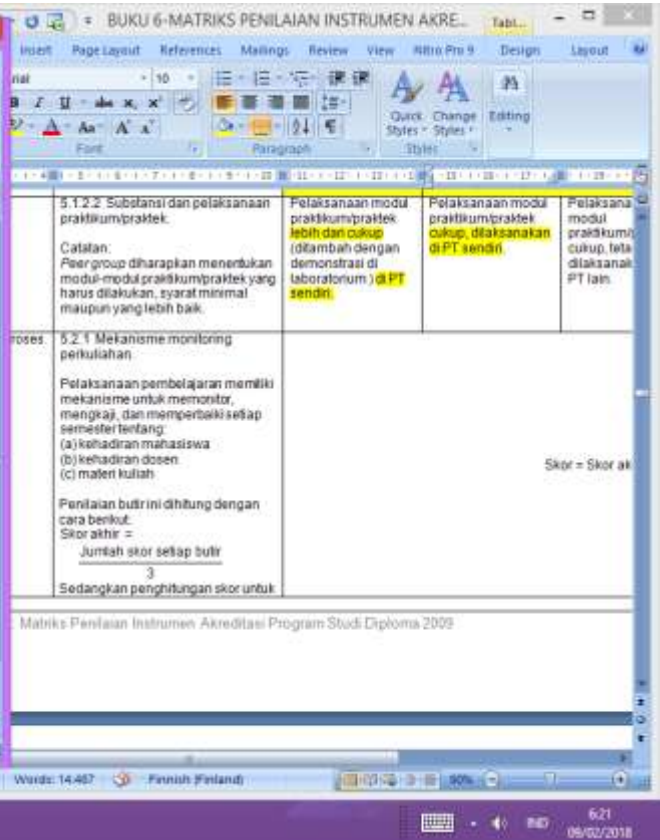 BUKU 6-MATRIKS PENILAIAN INSTRUMEN AKRE...
Tabl...
Insert Page Layout References Mailings Review View Nitro Pro 9 Design Layout
10
Quick Styles
Change Styles
Editing
Font
Paragraph
Styles
5.1.2.2 Substansi dan pelaksanaan
praktikum/praktek.
Catatan:
Peer group diharapkan menentukan
modul-modul praktikum/praktek yang
harus dilakukan, syarat minimal
maupun yang lebih baik.
Pelaksanaan modul
praktikum/praktek
lebih dari cukup
(ditambah dengan
demonstrasi di
laboratorium ) di PT
sendiri.
Pelaksanaan modul
praktikum/praktek
cukup, dilaksanakan
di PT sendiri.
Pelaksana
modul
praktikum/
cukup, teta
dilaksanak
PT lain.
roses
5.2.1 Mekanisme monitoring
perkuliahan
Pelaksanaan pembelajaran memiliki
mekanisme untuk memonitor,
mengkaji, dan memperbaiki setiap
semester tentang:
(a) kehadiran mahasiswa
(b) kehadiran dosen
(c) materi kuliah
Skor = Skor ak
Penilaian butir ini dihitung dengan
cara berikut:
Skor akhir =
Jumlah skor setiap butir
3
Sedangkan penghitungan skor untuk
Matriks Penilaian Instrumen Akreditasi Program Studi Diploma 2009
Words: 14.467 Finnish (Finland) 90%
IND
6:21
09/02/2018